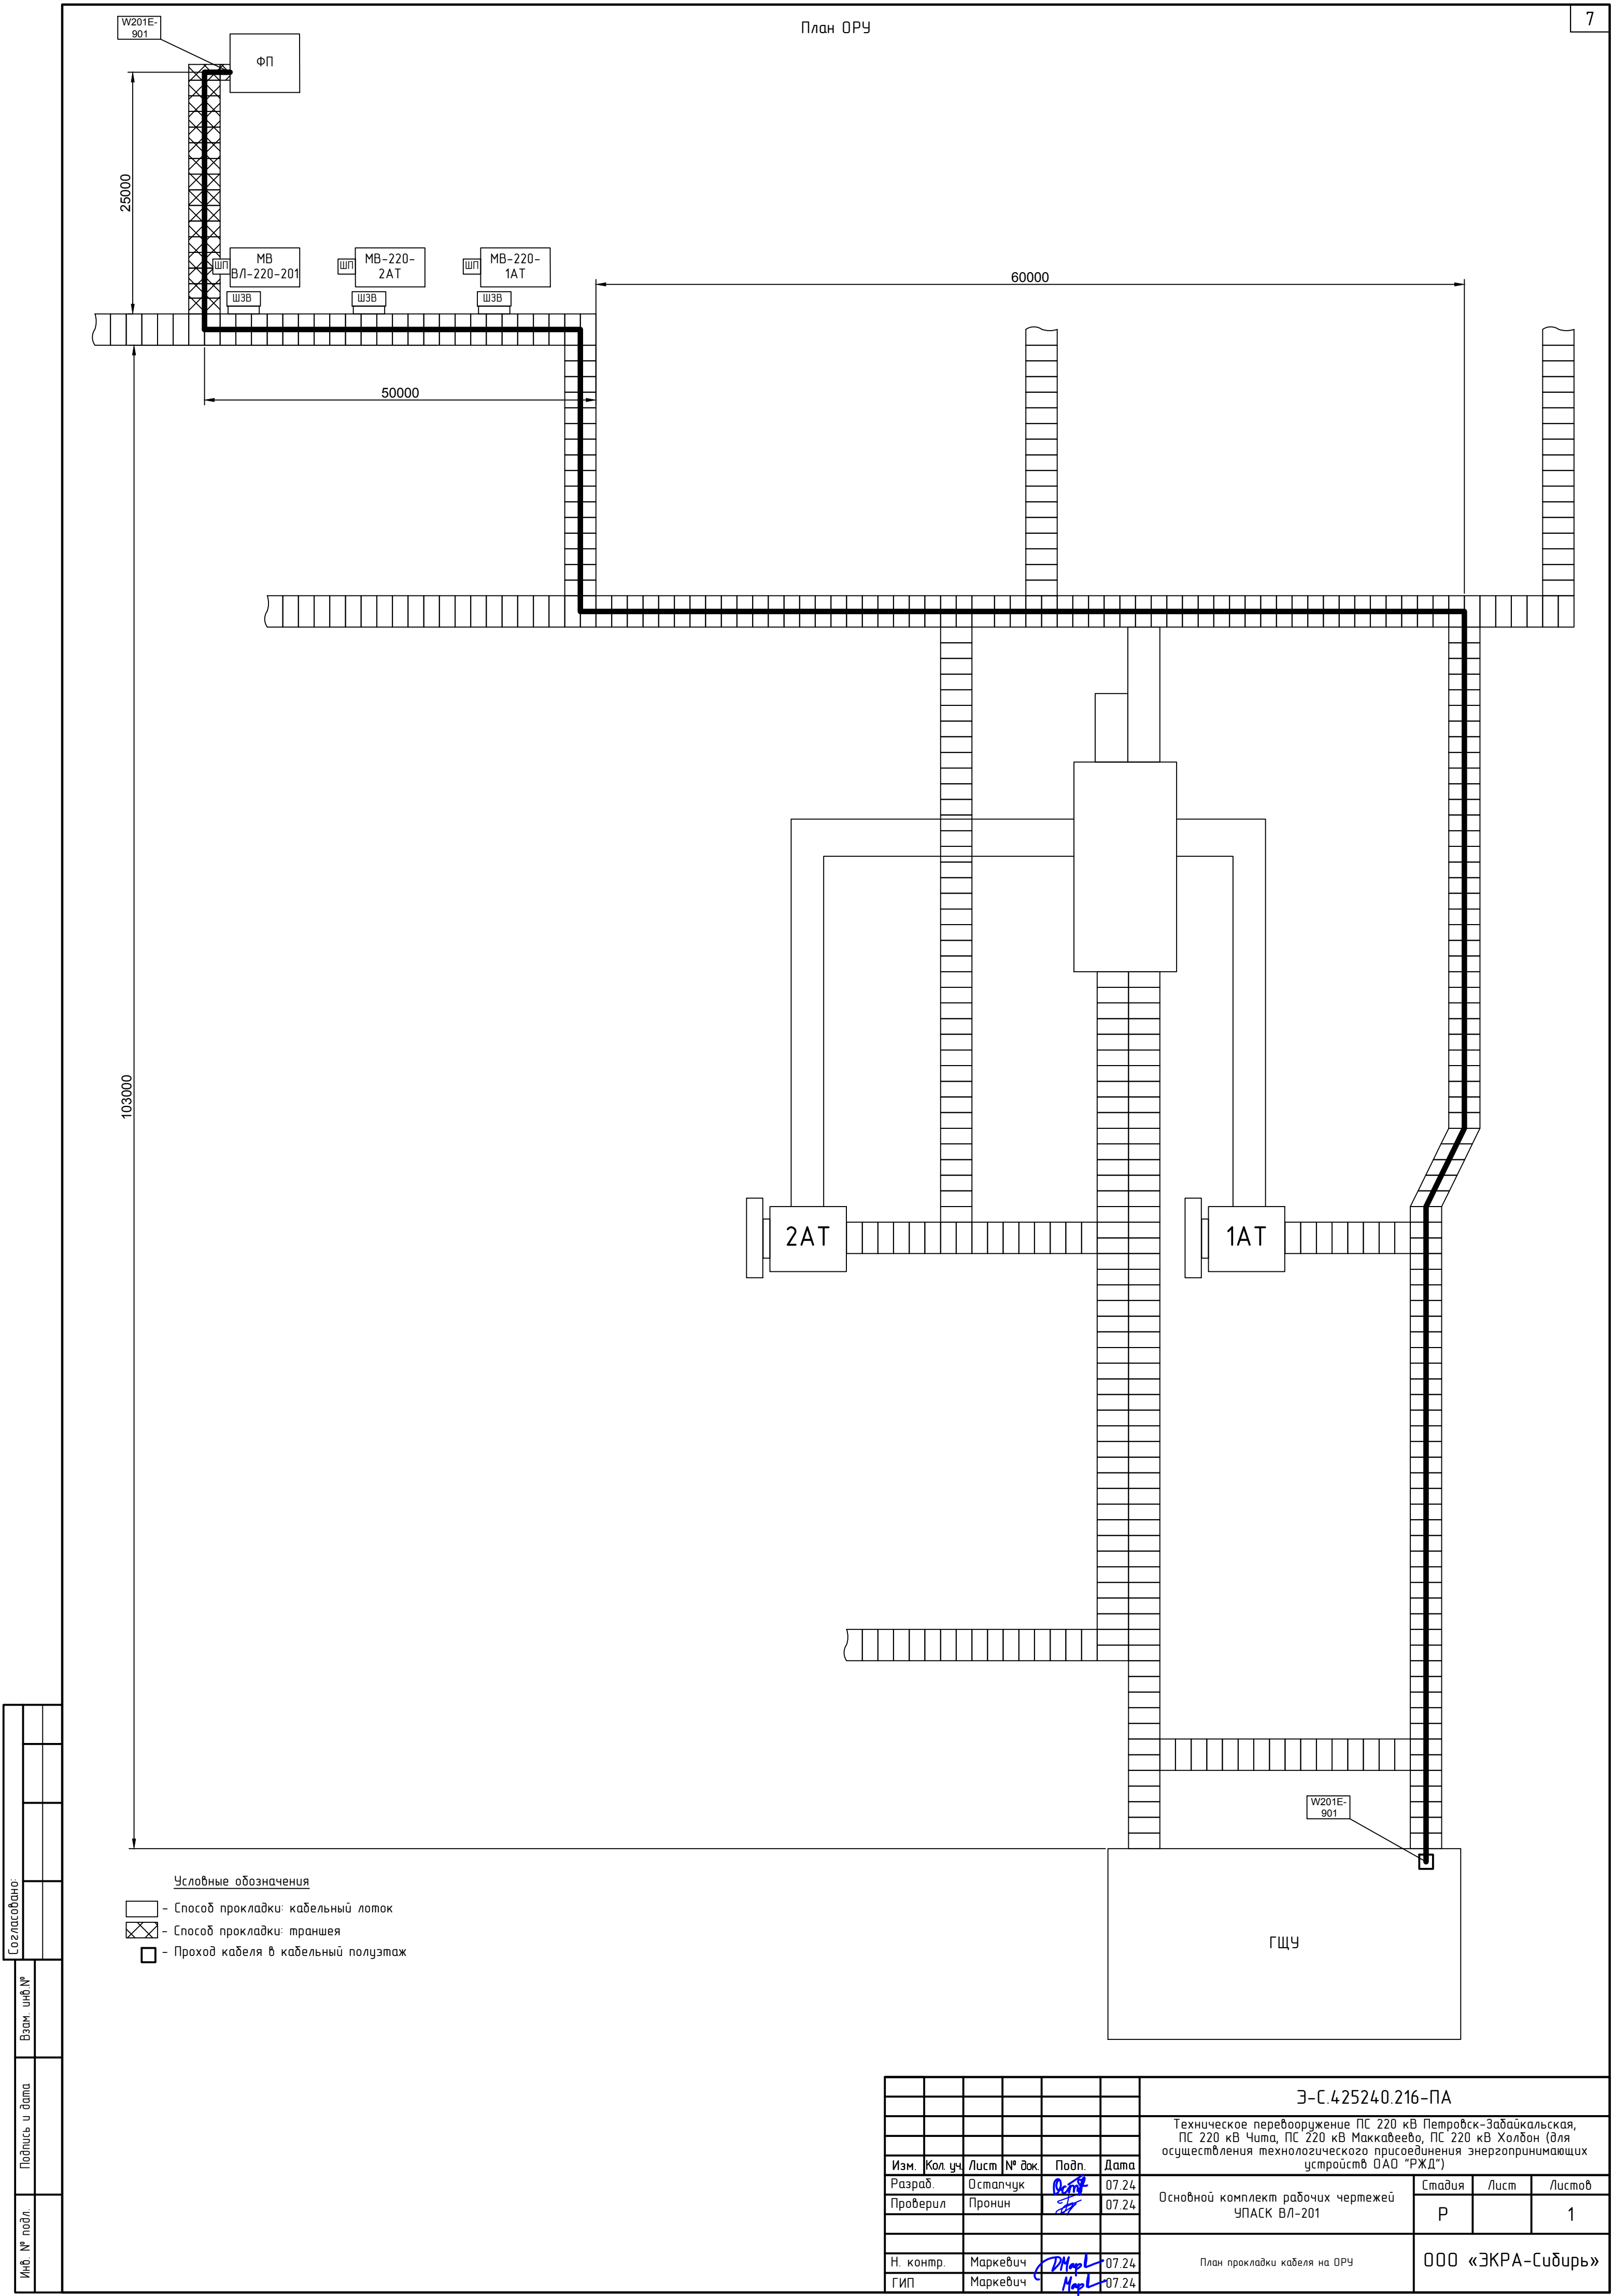 План ОРУ
7
W201E-
901
ФП
25000
ШП
МВ
ВЛ-220-201
ШП
МВ-220-
2АТ
ШП
МВ-220-
1АТ
ШЗВ
ШЗВ
ШЗВ
60000
50000
103000
2АТ
1АТ
W201E-
901
ГЩУ
Условные обозначения
- Способ прокладки: кабельный лоток
- Способ прокладки: траншея
- Проход кабеля в кабельный полуэтаж
Согласовано:
Взам. инв.№
Подпись и дата
Инв. № подл.
Э-С.425240.216-ПА
Техническое перевооружение ПС 220 кВ Петровск-Забайкальская,
ПС 220 кВ Чита, ПС 220 кВ Маккавеево, ПС 220 кВ Холбон (для
осуществления технологического присоединения энергопринимающих
устройств ОАО "РЖД")
Изм. Кол. уч. Лист № док. Подп. Дата
Разраб. Остапчук 07.24
Проверил Пронин 07.24
Н. контр. Маркевич 07.24
ГИП Маркевич 07.24
Основной комплект рабочих чертежей
УПАСК ВЛ-201
Стадия Лист Листов
Р 1
План прокладки кабеля на ОРУ
ООО «ЭКРА-Сибирь»